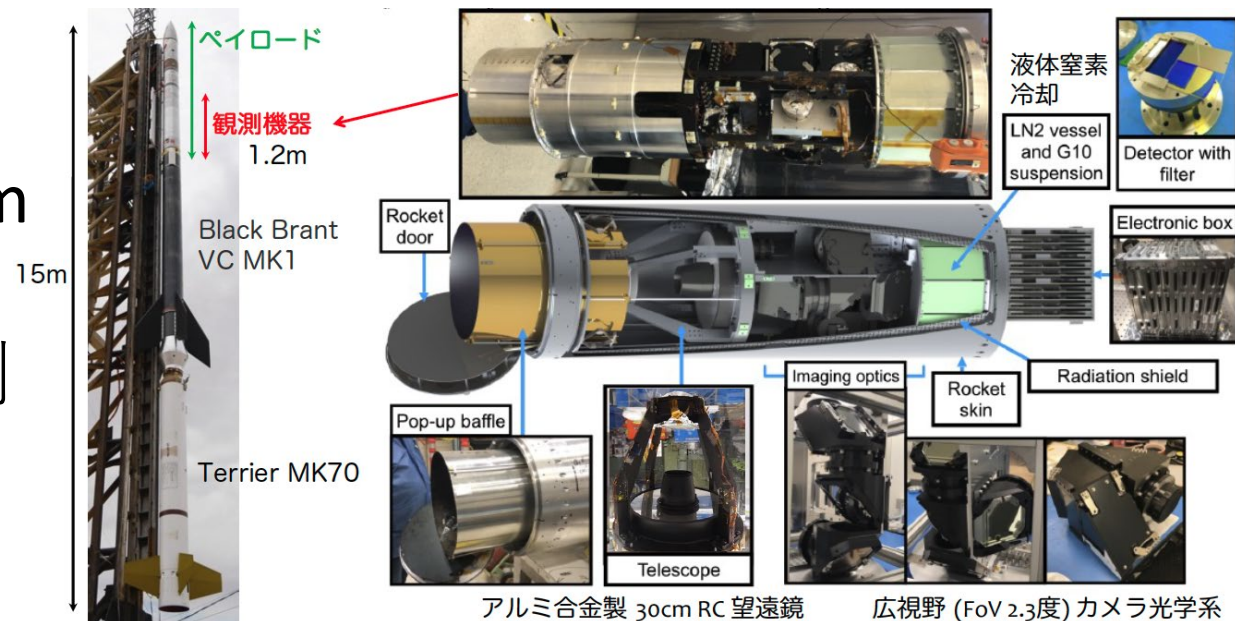 ペイロード
観測機器
1.2m
m
15m
Black Brant
VC MK1
Terrier MK70
液体窒素
冷却
LN2 vessel
and G10
suspension
Detector with
filter
Rocket
door
Electronic box
Imaging optics
Rocket
skin
Radiation shield
Pop-up baffle
Telescope
アルミ合金製 30cm RC 望遠鏡
広視野 (FoV 2.3度) カメラ光学系